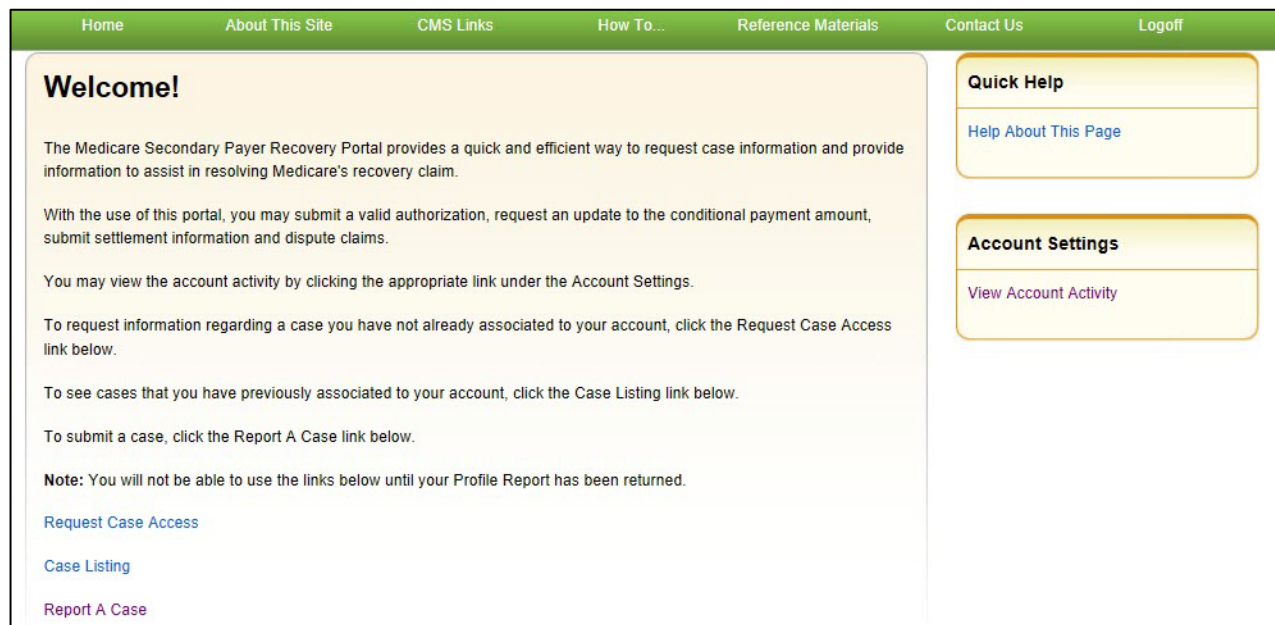 Home About This Site CMS Links How To... Reference Materials Contact Us Logoff
Welcome!
The Medicare Secondary Payer Recovery Portal provides a quick and efficient way to request case information and provide
information to assist in resolving Medicare's recovery claim.
With the use of this portal, you may submit a valid authorization, request an update to the conditional payment amount,
submit settlement information and dispute claims.
You may view the account activity by clicking the appropriate link under the Account Settings.
To request information regarding a case you have not already associated to your account, click the Request Case Access
link below.
To see cases that you have previously associated to your account, click the Case Listing link below.
To submit a case, click the Report A Case link below.
Note: You will not be able to use the links below until your Profile Report has been returned.
Request Case Access
Case Listing
Report A Case
Quick Help
Help About This Page
Account Settings
View Account Activity